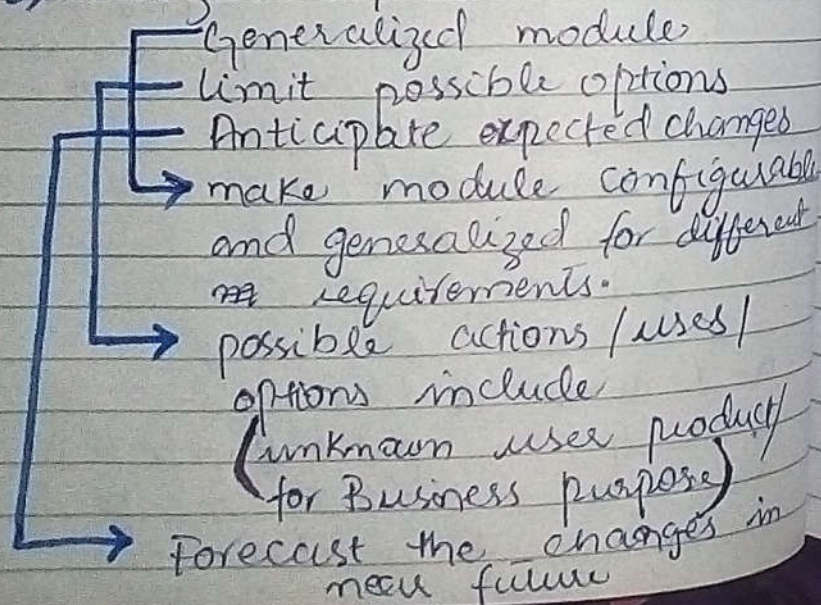 Generalized module
limit possible options
Anticipate expected changes
make module configurable
and generalized for different
requirements.
possible actions / uses /
options include
(unknown user product/
for Business purpose)
Forecast the changes in
near future